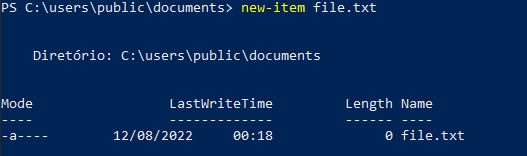 PS C:\users\public\documents> new-item file.txt
Diretório: C:\users\public\documents
Mode LastWriteTime Length Name
---- ------------- ------ ----
-a---- 12/08/2022 00:18 0 file.txt